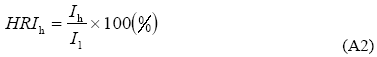 HRI_h = I_h / I_1 × 100(%)
(A2)